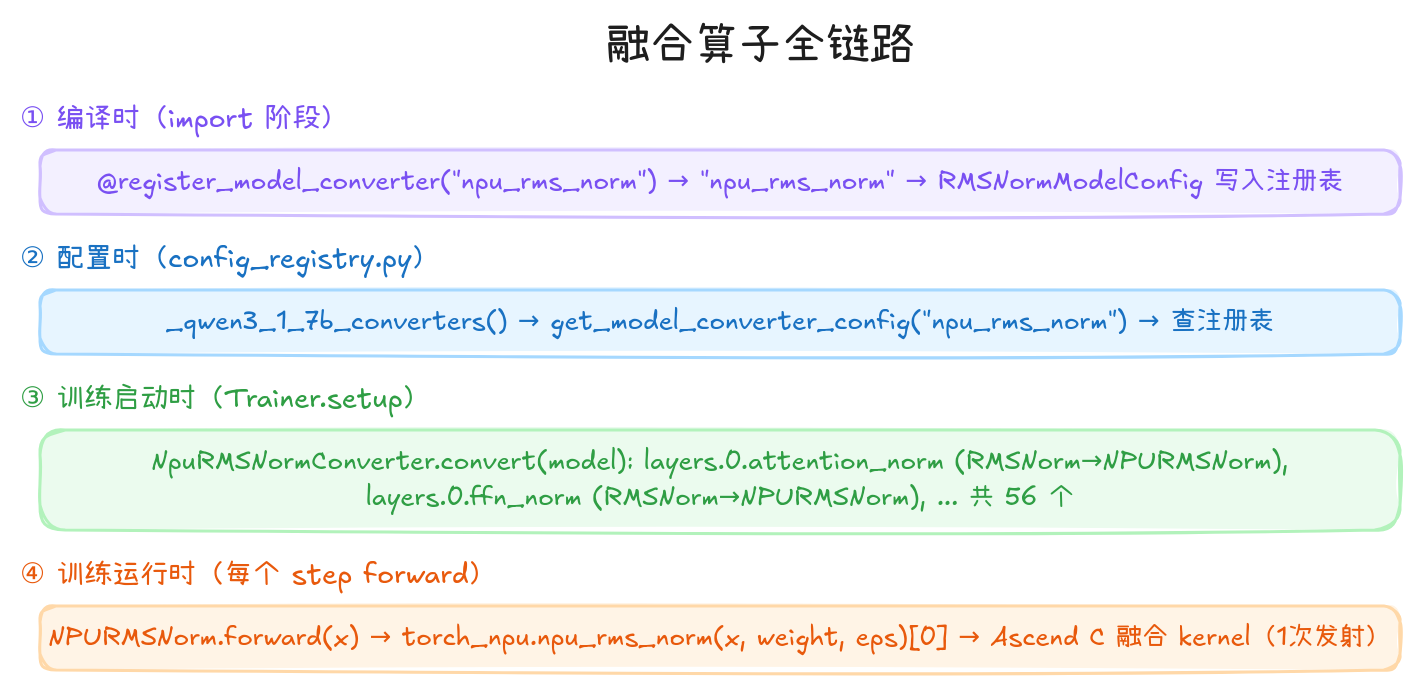 融合算子全链路
① 编译时（import 阶段）
@register_model_converter("npu_rms_norm") → "npu_rms_norm" → RMSNormModelConfig 写入注册表
② 配置时（config_registry.py）
_qwen3_1_7b_converters() → get_model_converter_config("npu_rms_norm") → 查注册表
③ 训练启动时（Trainer.setup）
NpuRMSNormConverter.convert(model): layers.0.attention_norm (RMSNorm→NPURMSNorm),
layers.0.ffn_norm (RMSNorm→NPURMSNorm), ... 共 56 个
④ 训练运行时（每个 step forward）
NPURMSNorm.forward(x) → torch_npu.npu_rms_norm(x, weight, eps)[0] → Ascend C 融合 kernel（1次发射）